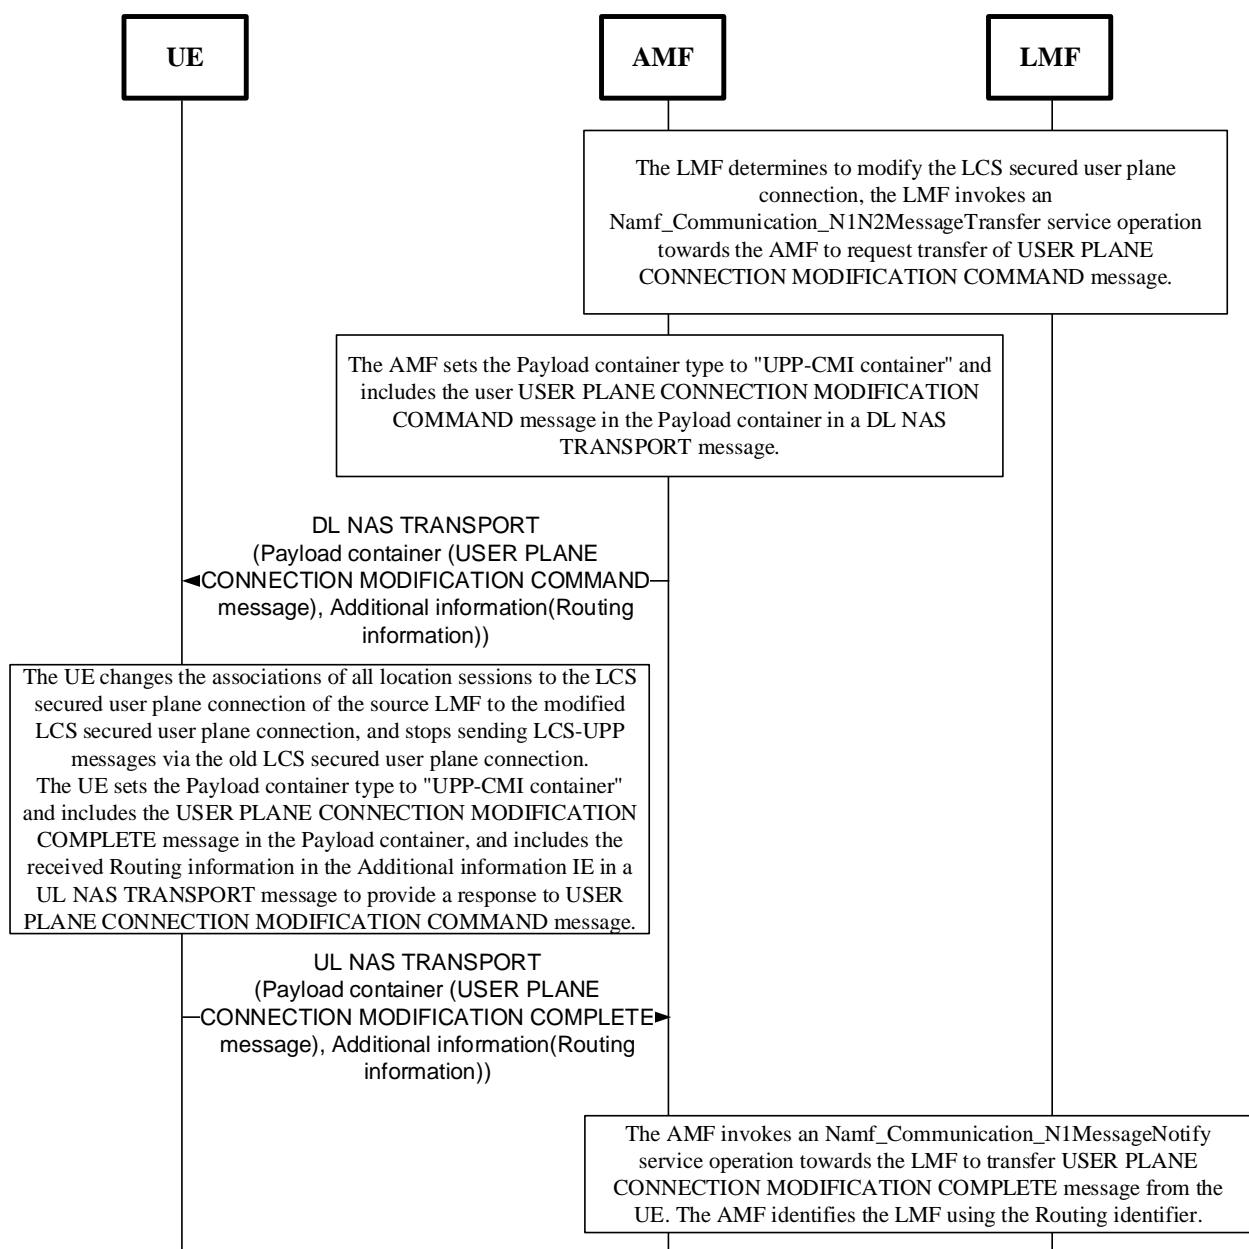 UE
AMF
LMF
The LMF determines to modify the LCS secured user plane
connection, the LMF invokes an
Namf_Communication_N1N2MessageTransfer service operation
towards the AMF to request transfer of USER PLANE
CONNECTION MODIFICATION COMMAND message.
The AMF sets the Payload container type to "UPP-CMI container" and
includes the user USER PLANE CONNECTION MODIFICATION
COMMAND message in the Payload container in a DL NAS
TRANSPORT message.
DL NAS TRANSPORT
(Payload container (USER PLANE
CONNECTION MODIFICATION COMMAND
message), Additional information(Routing
information))
The UE changes the associations of all location sessions to the LCS
secured user plane connection of the source LMF to the modified
LCS secured user plane connection, and stops sending LCS-UPP
messages via the old LCS secured user plane connection.
The UE sets the Payload container type to "UPP-CMI container"
and includes the USER PLANE CONNECTION MODIFICATION
COMPLETE message in the Payload container, and includes the
received Routing information in the Additional information IE in a
UL NAS TRANSPORT message to provide a response to USER
PLANE CONNECTION MODIFICATION COMMAND message.
UL NAS TRANSPORT
(Payload container (USER PLANE
CONNECTION MODIFICATION COMPLETE
message), Additional information(Routing
information))
The AMF invokes an Namf_Communication_N1MessageNotify
service operation towards the LMF to transfer USER PLANE
CONNECTION MODIFICATION COMPLETE message from the
UE. The AMF identifies the LMF using the Routing identifier.